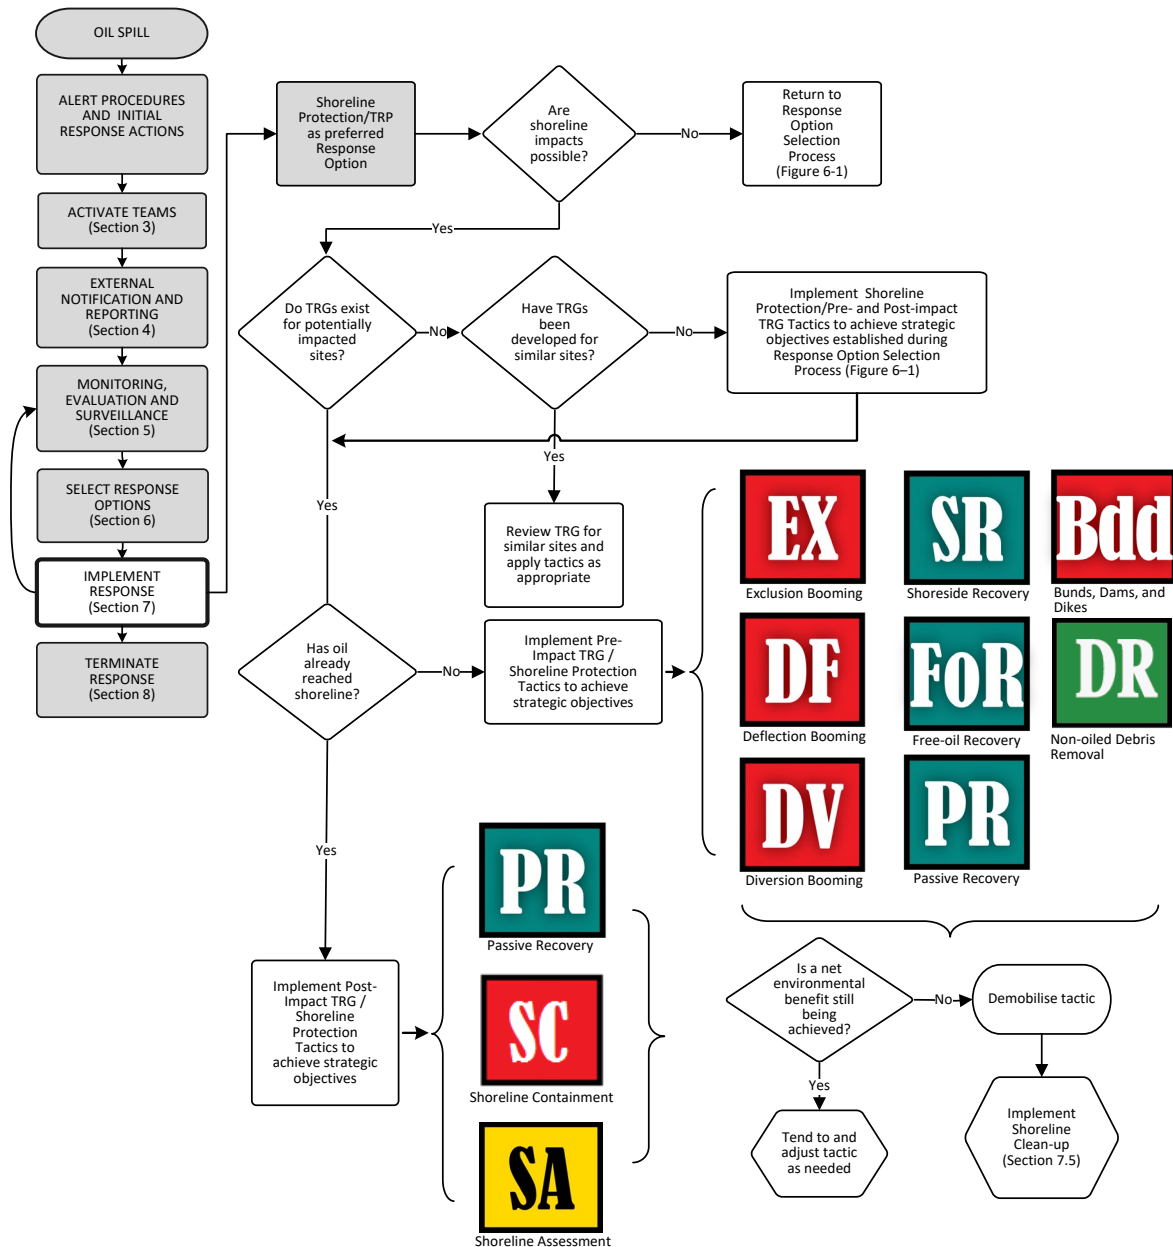 OIL SPILL
ALERT PROCEDURES
AND INITIAL
RESPONSE ACTIONS
ACTIVATE TEAMS
(Section 3)
EXTERNAL
NOTIFICATION AND
REPORTING
(Section 4)
MONITORING,
EVALUATION AND
SURVEILLANCE
(Section 5)
SELECT RESPONSE
OPTIONS
(Section 6)
IMPLEMENT
RESPONSE
(Section 7)
TERMINATE
RESPONSE
(Section 8)
Shoreline
Protection/TRP
as preferred
Response
Option
Are
shoreline
impacts
possible?
No
Return to
Response
Option
Selection
Process
(Figure 6-1)
Yes
Do TRGs exist
for potentially
impacted
sites?
No
Have TRGs
been
developed for
similar sites?
No
Implement Shoreline
Protection/Pre- and Post-impact
TRG Tactics to achieve strategic
objectives established during
Response Option Selection
Process (Figure 6–1)
Yes
Yes
Review TRG for
similar sites and
apply tactics as
appropriate
Has oil
already
reached
shoreline?
No
Implement Pre-
Impact TRG /
Shoreline Protection
Tactics to achieve
strategic objectives
EX
Exclusion Booming
SR
Shoreside Recovery
Bdd
Bunds, Dams, and
Dikes
DF
Deflection Booming
FoR
Free-oil Recovery
DR
Non-oiled Debris
Removal
DV
Diversion Booming
PR
Passive Recovery
Yes
Implement Post-
Impact TRG /
Shoreline
Protection
Tactics to
achieve strategic
objectives
PR
Passive Recovery
SC
Shoreline Containment
SA
Shoreline Assessment
Is a net
environmental
benefit still
being
achieved?
No
Demobilise tactic
Yes
Tend to and
adjust tactic
as needed
Implement
Shoreline
Clean-up
(Section 7.5)